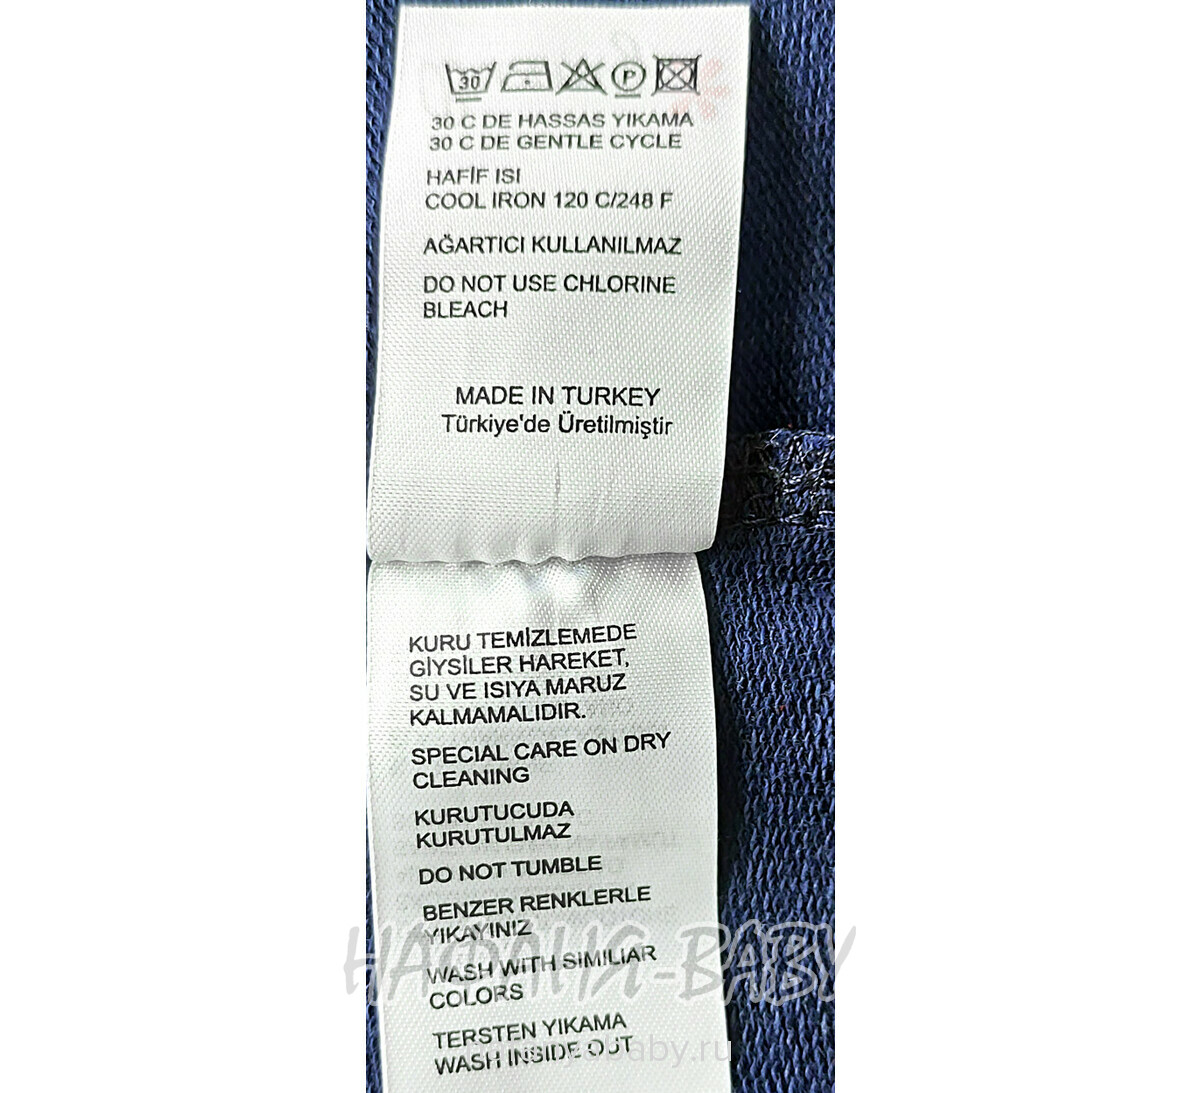 30
P
30 C DE HASSAS YIKAMA
30 C DE GENTLE CYCLE
HAFİF ISI
COOL IRON 120 C/248 F
AĞARTICI KULLANILMAZ
DO NOT USE CHLORINE
BLEACH
MADE IN TURKEY
Türkiye'de Üretilmiştir
KURU TEMİZLEMEDE
GİYSİLER HAREKET,
SU VE ISIYA MARUZ
KALMAMALIDIR.
SPECIAL CARE ON DRY
CLEANING
KURUTUCUDA
KURUTULMAZ
DO NOT TUMBLE
BENZER RENKLERLE
YIKAYINIZ
НАФАНЯ-BABY
WASH WITH SIMILIAR
COLORS
TERSTEN YIKAMA
WASH INSIDE OUT